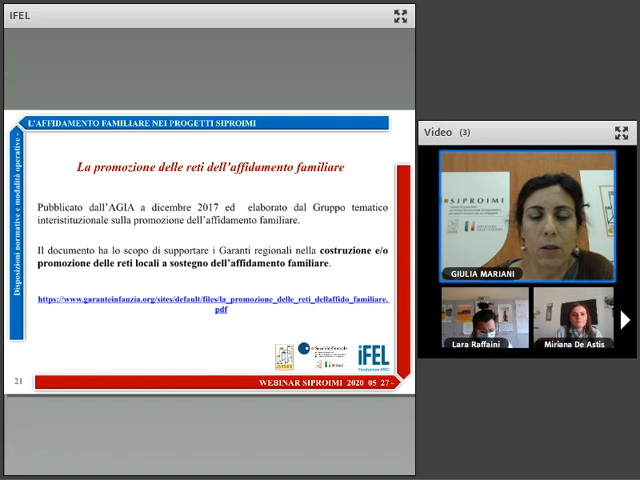 IFEL
L'AFFIDAMENTO FAMILIARE NEI PROGETTI SIPROIMI
Disposizioni normative e modalità operative -
La promozione delle reti dell'affidamento familiare
Pubblicato dall'AGIA a dicembre 2017 ed elaborato dal Gruppo tematico
interistituzionale sulla promozione dell'affidamento familiare.
Il documento ha lo scopo di supportare i Garanti regionali nella costruzione e/o
promozione delle reti locali a sostegno dell'affidamento familiare.
https://www.garanteinfanzia.org/sites/default/files/la_promozione_delle_reti_dellaffido_familiare.
pdf
Servizio Centrale
iFEL
Fondazione ANCI
21
WEBINAR SIPROIMI 2020 05 27 -
Video (3)
SIPROIMI
GIULIA MARIANI
Lara Raffaini
Miriana De Astis